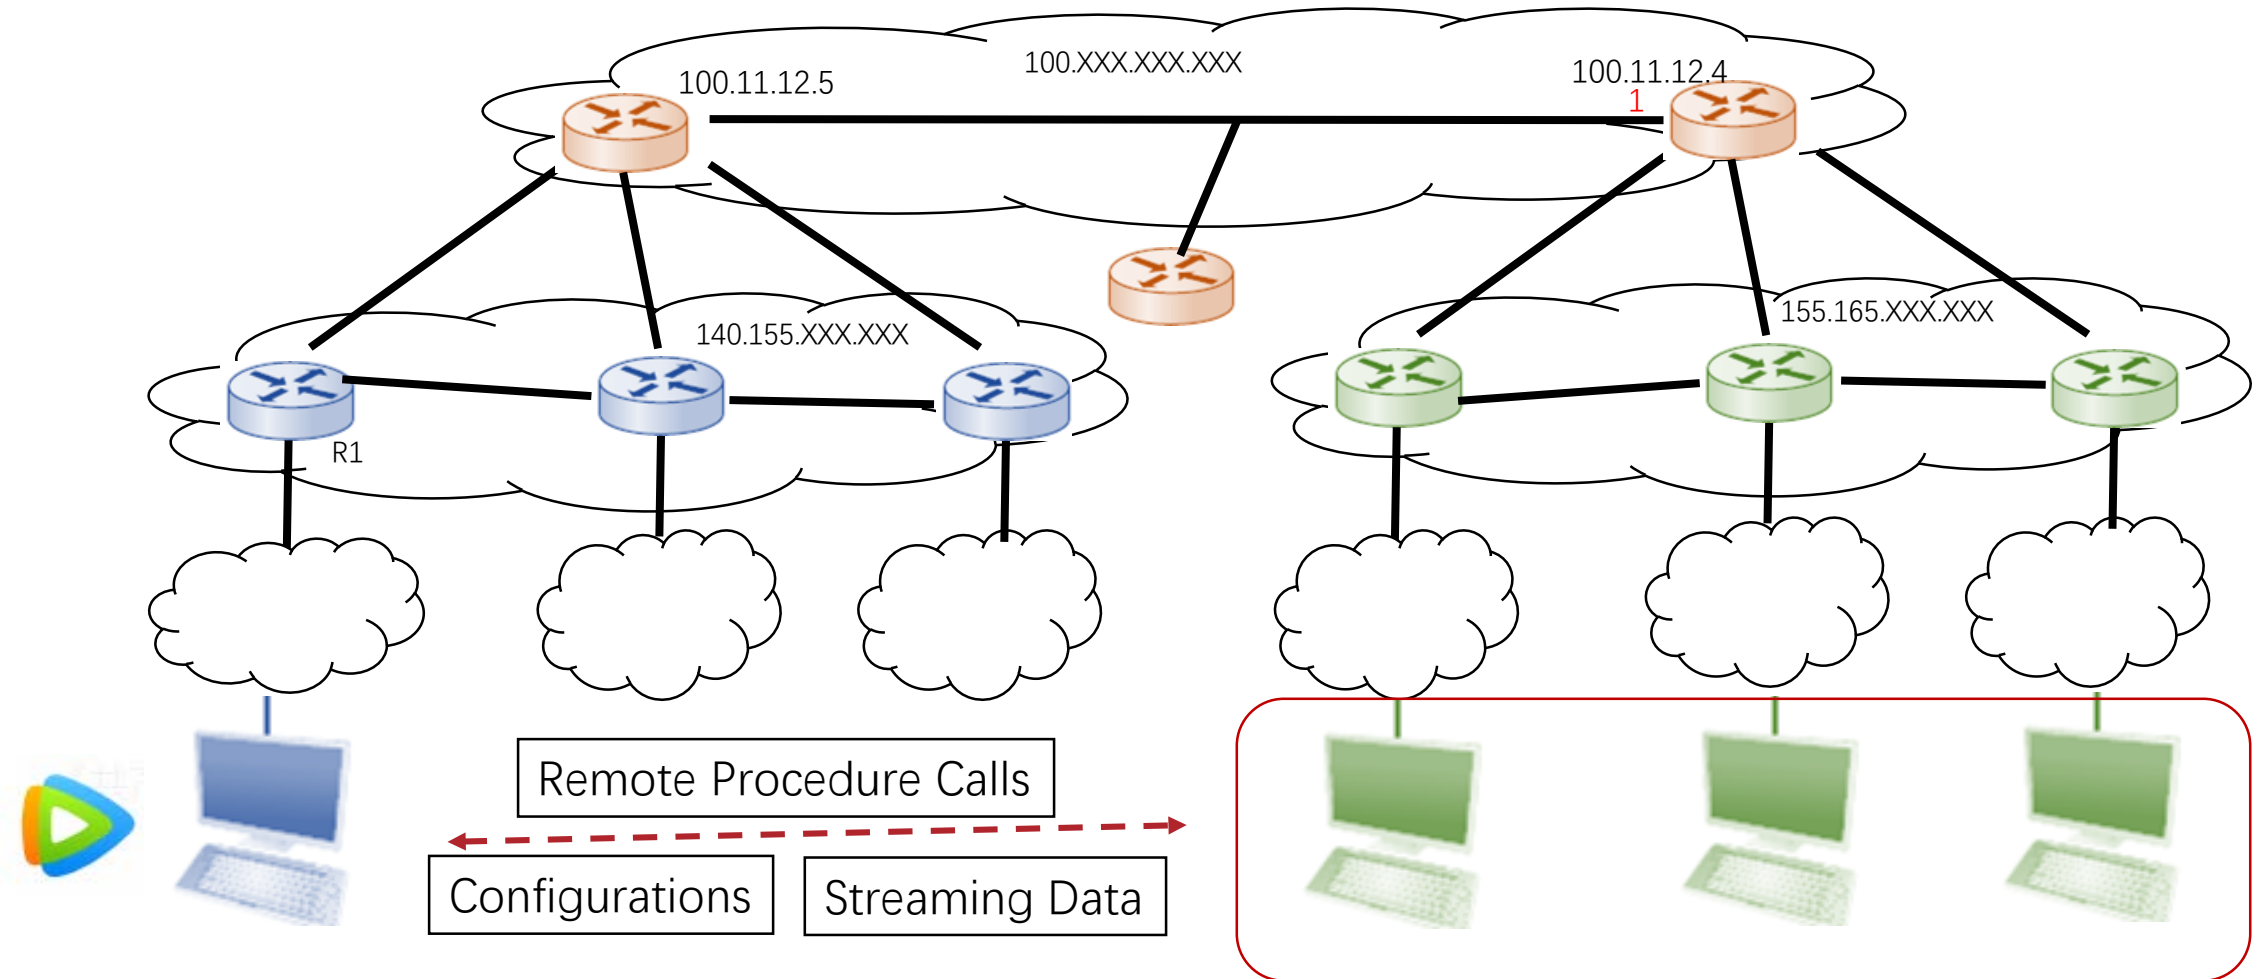 100.XXX.XXX.XXX
100.11.12.5
100.11.12.4
1
140.155.XXX.XXX
155.165.XXX.XXX
R1
Remote Procedure Calls
Configurations
Streaming Data